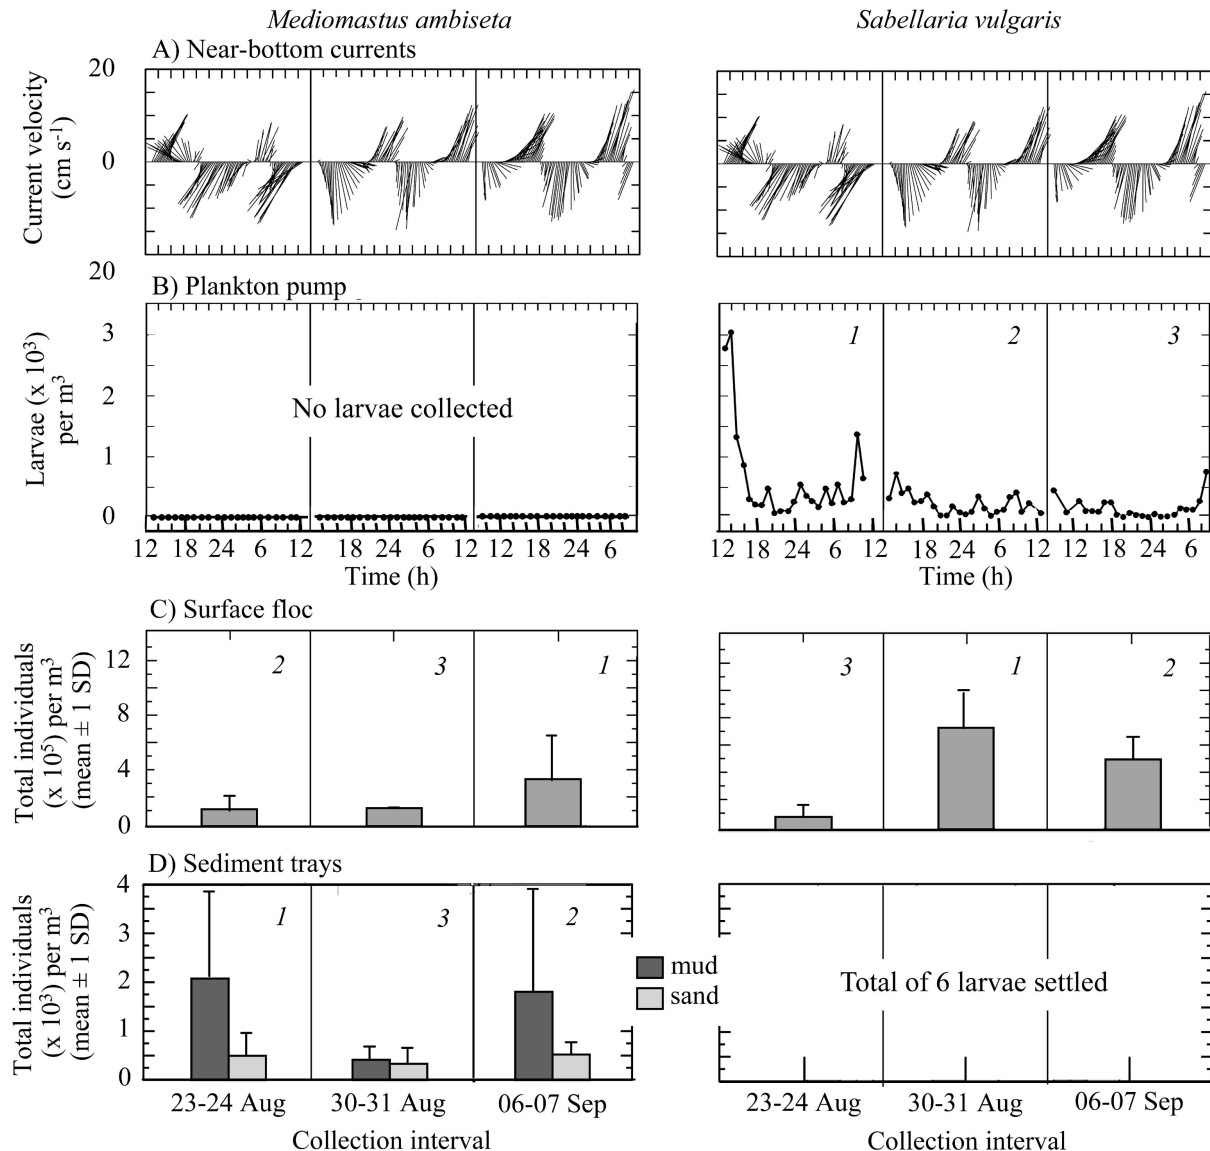 Mediomastus ambiseta
Sabellaria vulgaris
A) Near-bottom currents
Current velocity
(cm s⁻¹)
20
0
20
B) Plankton pump
Larvae (x 10³)
per m³
3
2
1
0
No larvae collected
1
2
3
12 18 24 6 12 18 24 6 12 18 24 6
Time (h)
12 18 24 6 12 12 18 24 6 12 18 24 6
Time (h)
C) Surface floc
Total individuals
(x 10⁵) per m³
(mean ± 1 SD)
12
8
4
0
2
3
1
3
1
2
D) Sediment trays
Total individuals
(x 10³) per m³
(mean ± 1 SD)
4
3
2
1
0
1
3
2
mud
sand
Total of 6 larvae settled
23-24 Aug
30-31 Aug
06-07 Sep
Collection interval
23-24 Aug
30-31 Aug
06-07 Sep
Collection interval